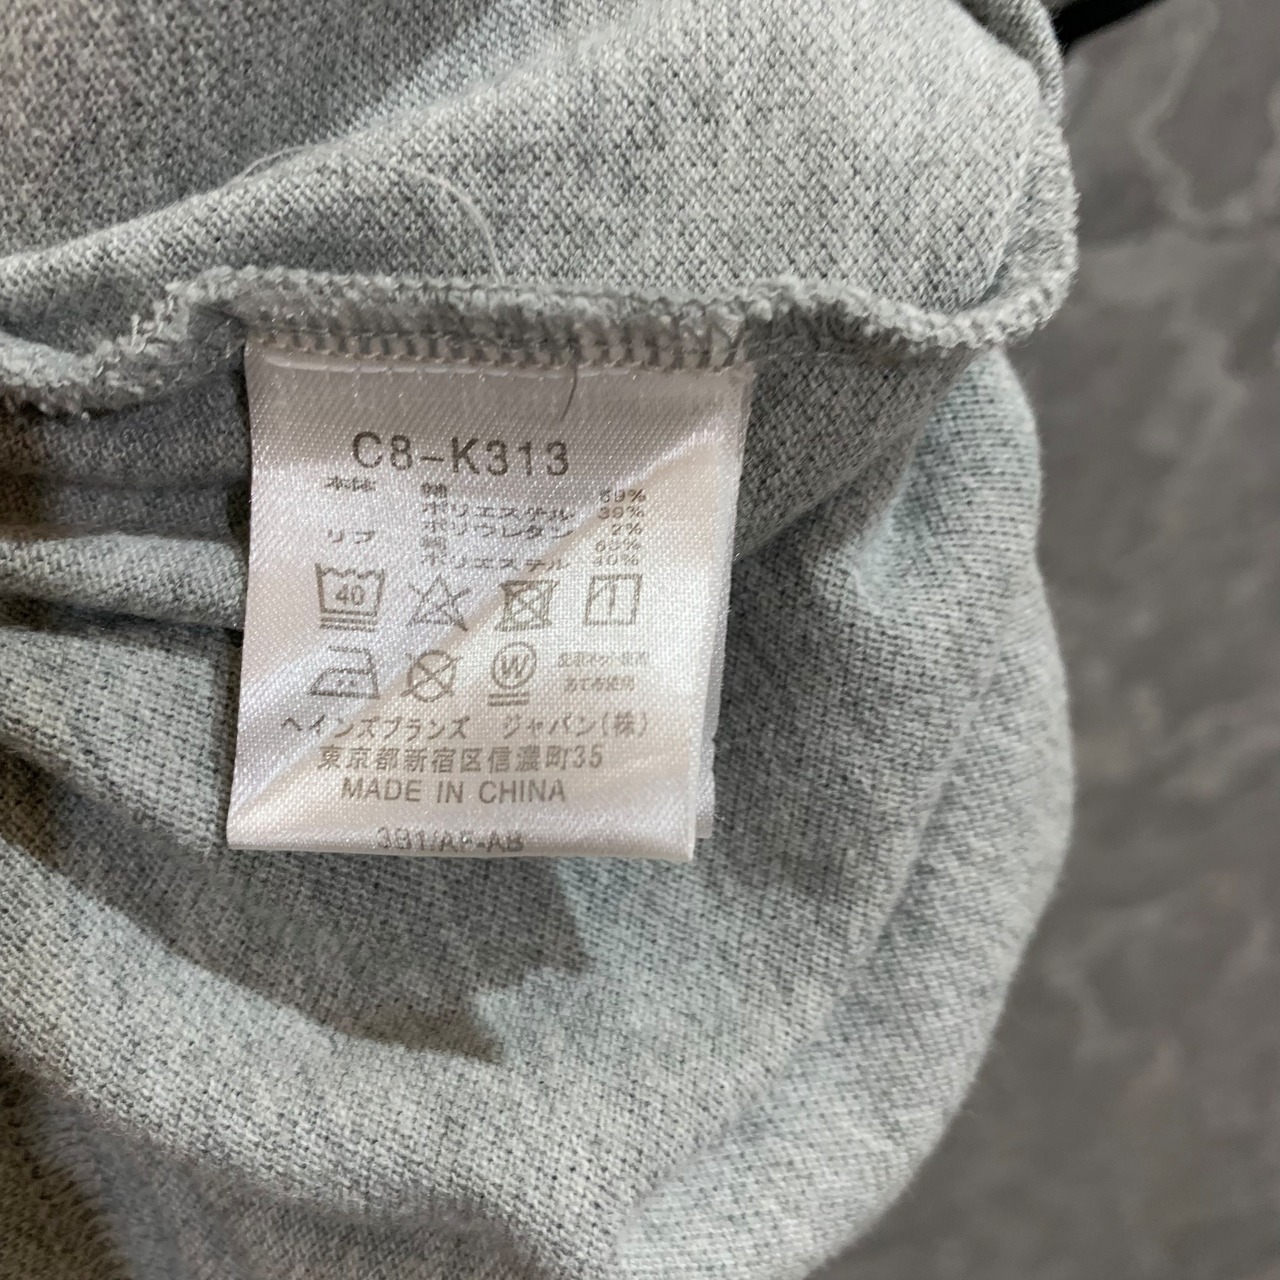 C8-K313
本体 綿 59%
ポリエステル 39%
ポリウレタン 2%
リブ 綿 60%
ポリエステル 40%
40
W
ヘインズブランズ ジャパン(株)
東京都新宿区信濃町35
MADE IN CHINA